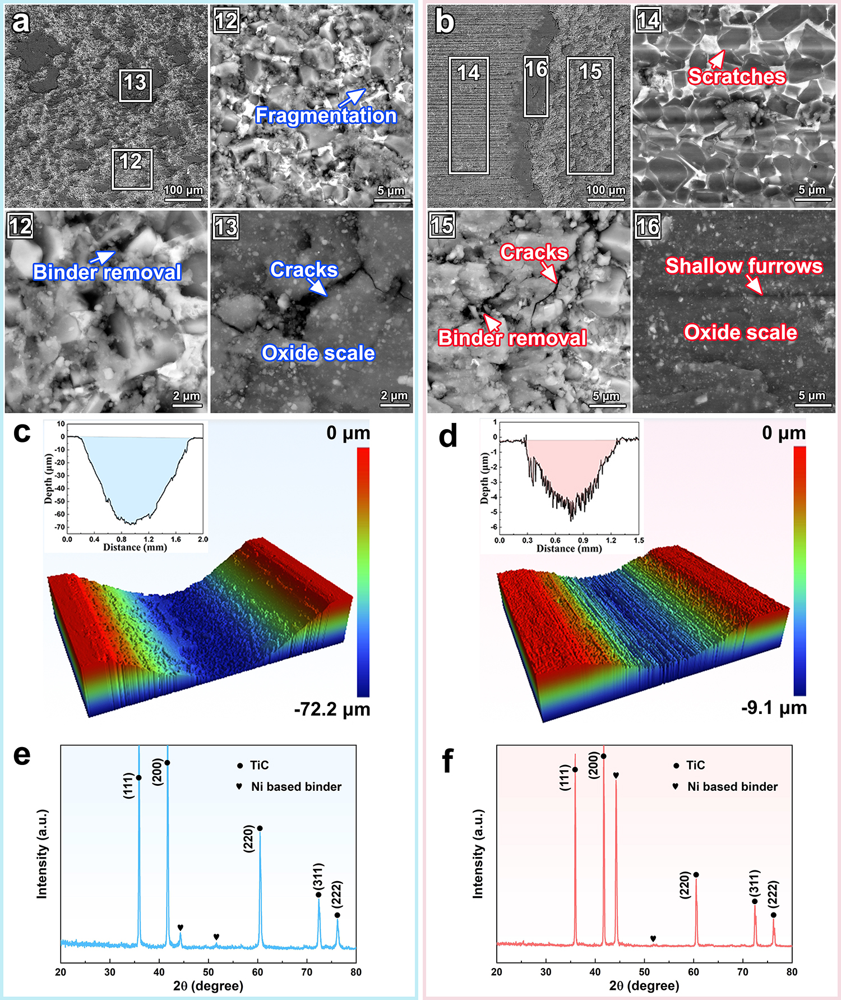 a
13
12
100 μm
12
Fragmentation
5 μm
12
Binder removal
2 μm
13
Cracks
Oxide scale
2 μm
b
14
16
15
100 μm
14
Scratches
5 μm
15
Cracks
Binder removal
5 μm
16
Shallow furrows
Oxide scale
5 μm
c
10
0
-10
-20
-30
-40
-50
-60
-70
Depth (μm)
0.0 0.4 0.8 1.2 1.6 2.0
Distance (mm)
0 μm
-72.2 μm
d
1
0
-1
-2
-3
-4
-5
-6
Depth (μm)
0.0 0.3 0.6 0.9 1.2 1.5
Distance (mm)
0 μm
-9.1 μm
e
Intensity (a.u.)
(111)
(200)
(220)
(311)
(222)
● TiC
♥ Ni based binder
20 30 40 50 60 70 80
2θ (degree)
f
Intensity (a.u.)
(111)
(200)
(220)
(311)
(222)
● TiC
♥ Ni based binder
20 30 40 50 60 70 80
2θ (degree)